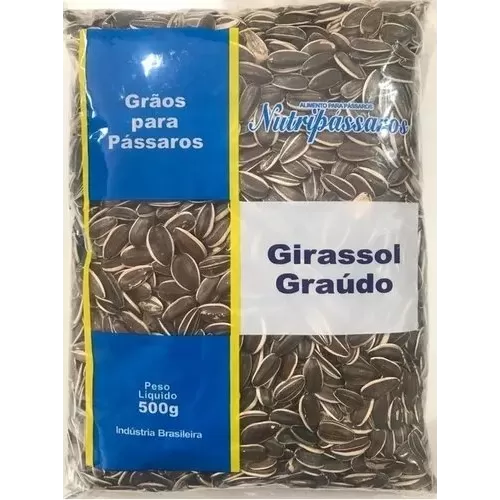 Grãos
para
Pássaros
ALIMENTO PARA PÁSSAROS
Nutripássaros
Girassol
Graúdo
Peso
Líquido
500g
Indústria Brasileira